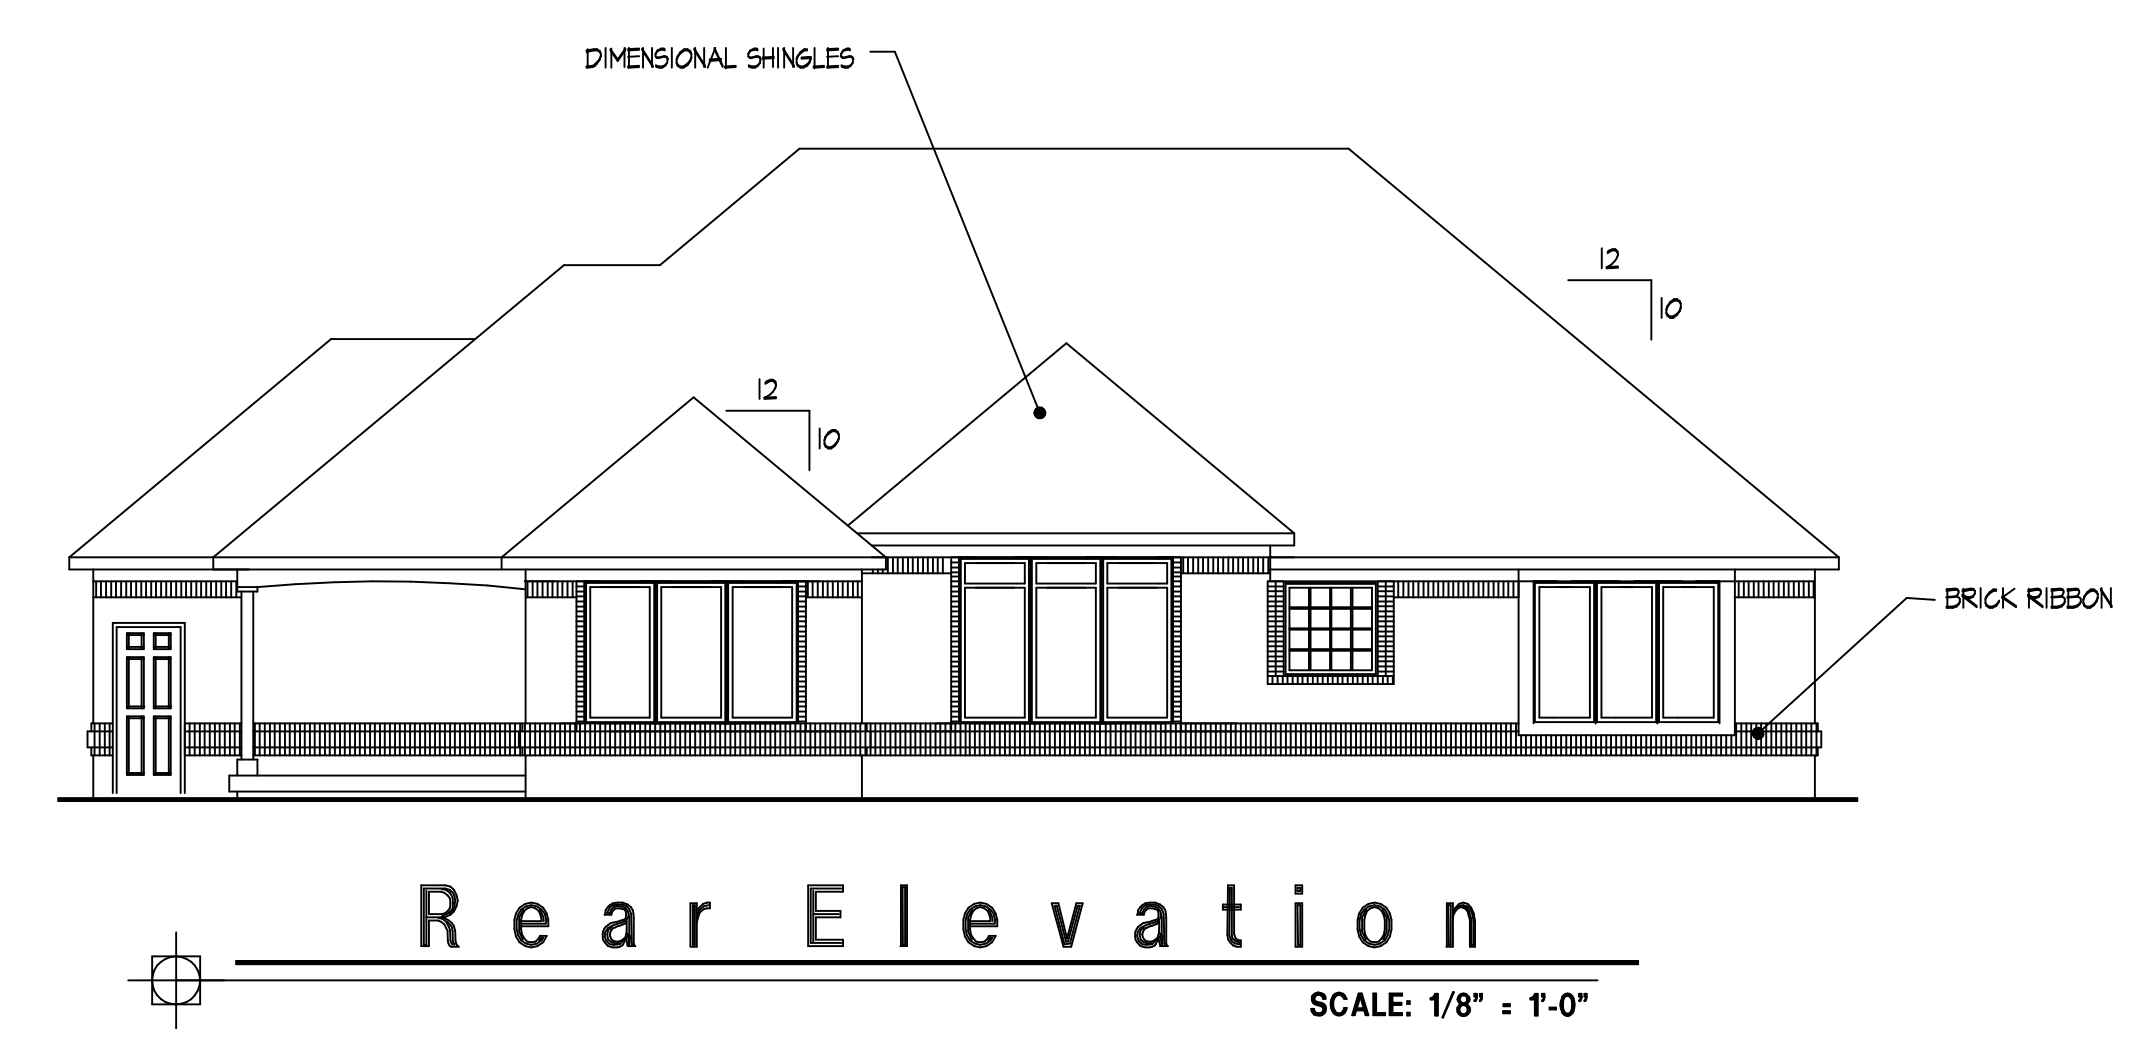 DIMENSIONAL SHINGLES
12
10
12
10
BRICK RIBBON
Rear Elevation
SCALE: 1/8" = 1'-0"